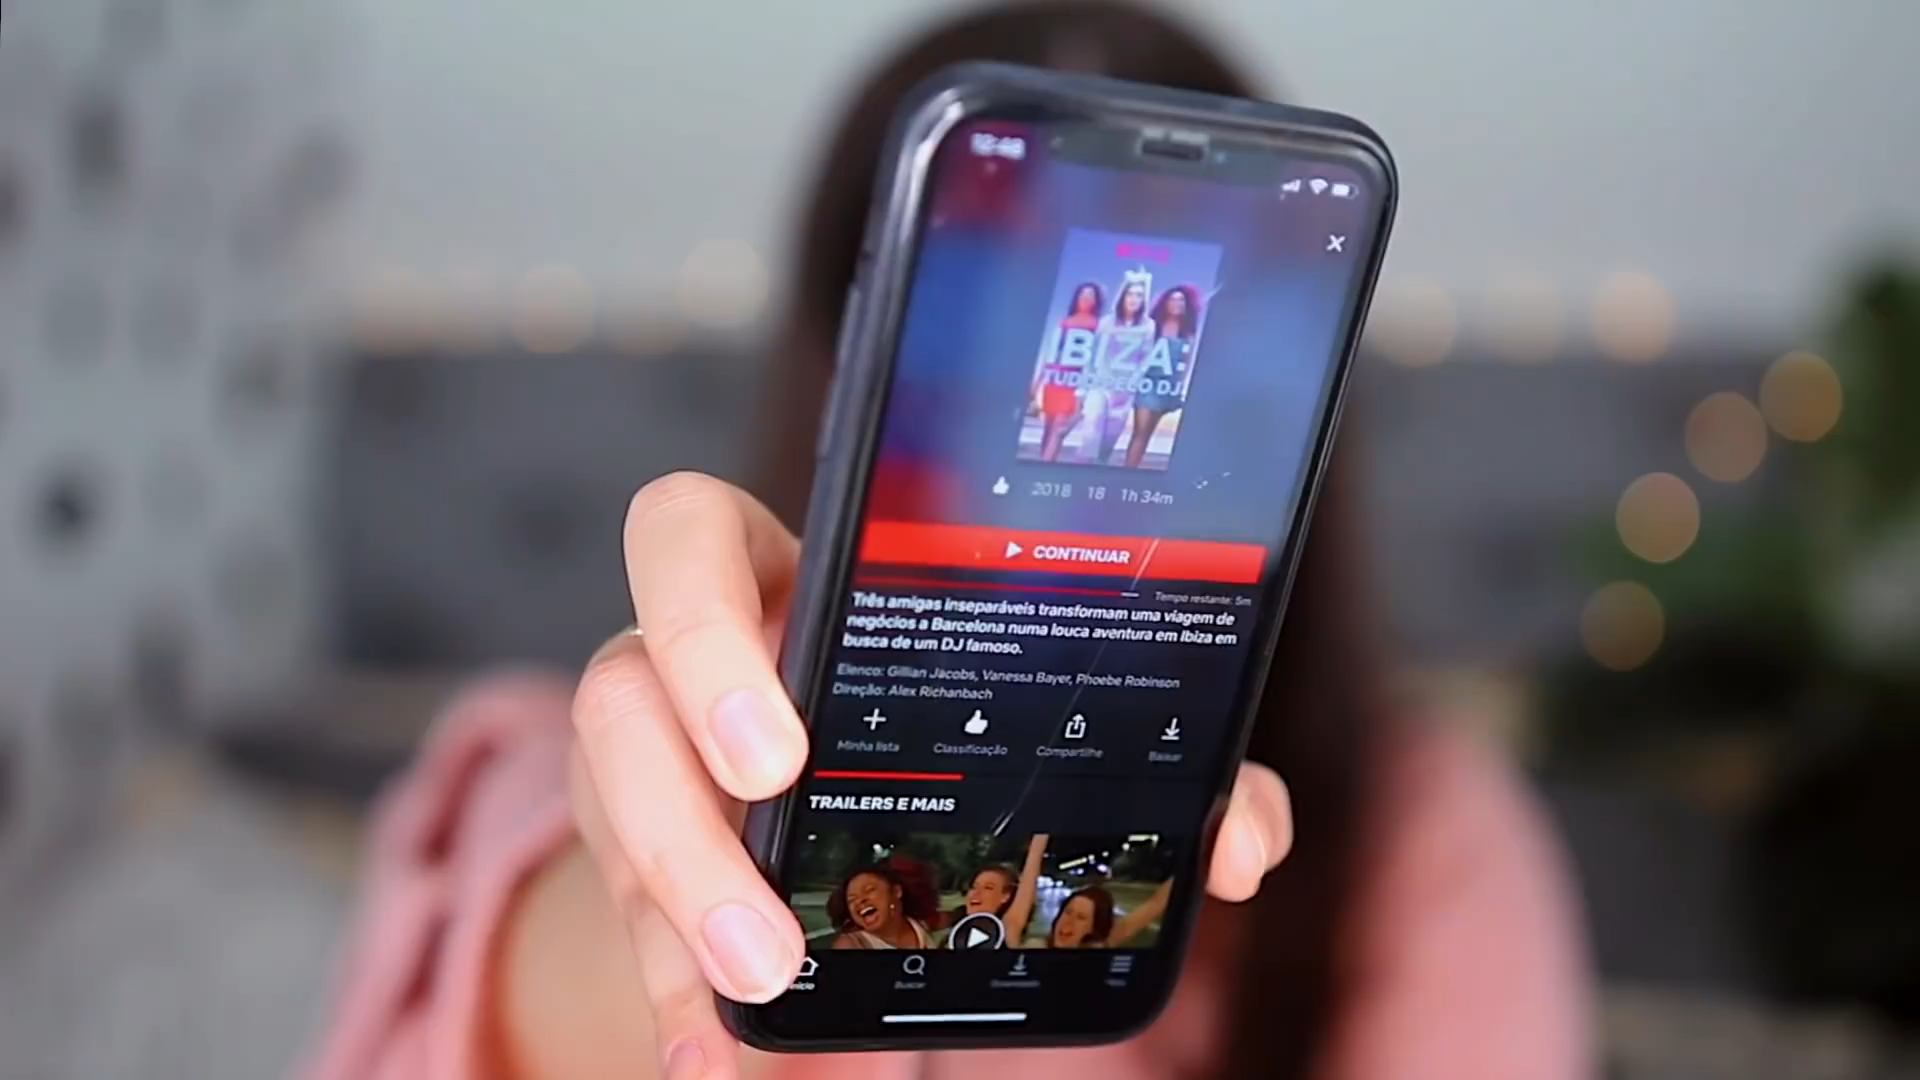 12:48
IBIZA:
TUDO PELO DJ
2018 18 1h 34m
CONTINUAR
Tempo restante: 5m
Três amigas inseparáveis transformam uma viagem de
negócios a Barcelona numa louca aventura em Ibiza em
busca de um DJ famoso.
Elenco: Gillian Jacobs, Vanessa Bayer, Phoebe Robinson
Direção: Alex Richanbach
Minha lista Classificação Compartilhe Baixar
TRAILERS E MAIS
Início Buscar Downloads